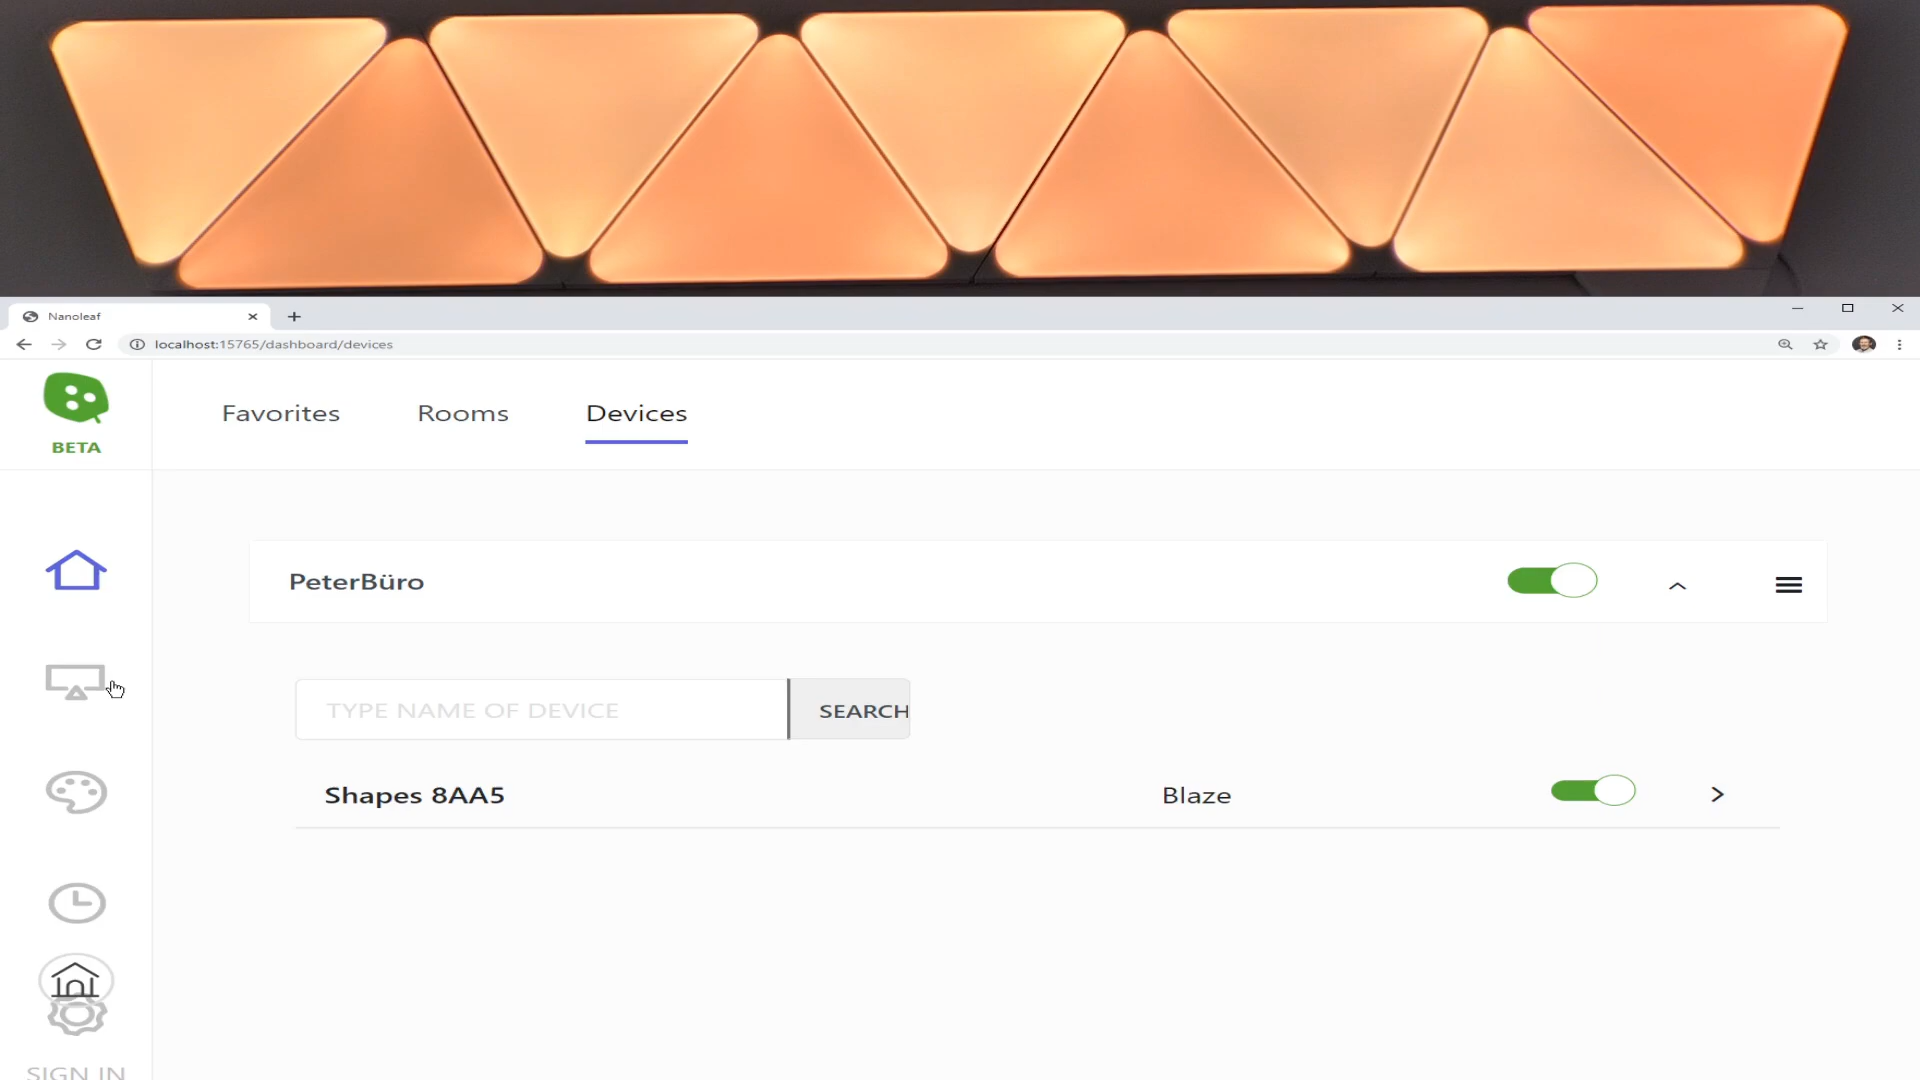 Nanoleaf
localhost:15765/dashboard/devices
BETA
Favorites Rooms Devices
PeterBüro
TYPE NAME OF DEVICE SEARCH
Shapes 8AA5 Blaze
SIGN IN